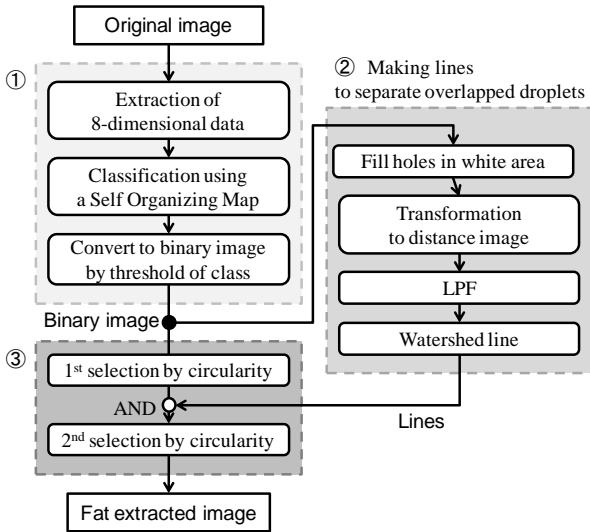 Original image
①
Extraction of
8-dimensional data
Classification using
a Self Organizing Map
Convert to binary image
by threshold of class
Binary image
② Making lines
to separate overlapped droplets
Fill holes in white area
Transformation
to distance image
LPF
Watershed line
Lines
③
1st selection by circularity
AND
2nd selection by circularity
Fat extracted image